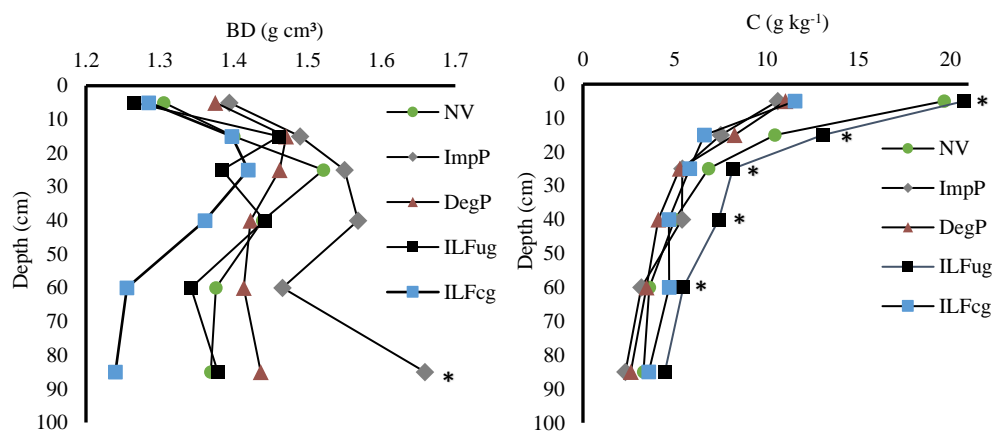 BD (g cm³)
1.2 1.3 1.4 1.5 1.6 1.7
0
10
20
30
40
50
60
70
80
90
100
Depth (cm)
NV
ImpP
DegP
ILFug
ILFcg
*
C (g kg⁻¹)
0 5 10 15 20
0
10
20
30
40
50
60
70
80
90
100
Depth (cm)
*
*
*
*
*
NV
ImpP
DegP
ILFug
ILFcg